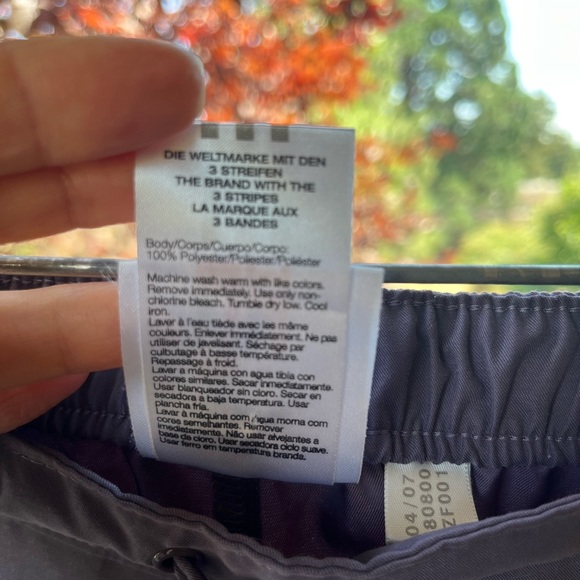 DIE WELTMARKE MIT DEN
3 STREIFEN
THE BRAND WITH THE
3 STRIPES
LA MARQUE AUX
3 BANDES
Body/Corps/Cuerpo/Corpo:
100% Polyester/Poliester/Poliéster
Machine wash warm with like colors.
Remove immediately. Use only non-
chlorine bleach. Tumble dry low. Cool
iron.
Laver à l'eau tiède avec les même
couleurs. Enlever immédiatement. Ne pas
utiliser de javelisant. Séchage par
culbutage à basse température.
Repassage à froid.
Lavar a máquina con agua tibia con
colores similares. Sacar inmediatamente.
Usar blanqueador sin cloro. Secar en
secadora a baja temperatura. Usar
plancha fria.
Lavar à máquina com água morna com
cores semelhantes. Remover
imediatamente. Não usar alvejantes a
base de cloro. Usar secadora ciclo suave.
Usar ferro em temperatura branda.
04/07
80800
ZF001